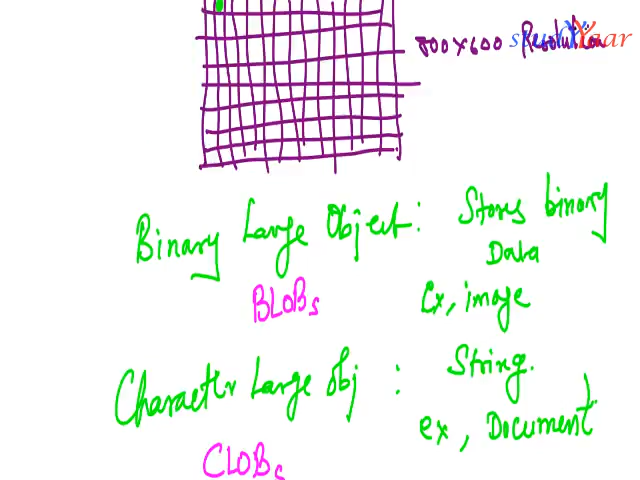 800 x 600 Resolution
studyYaar
Binary Large Object : Stores binary
Data
BLOBs
Ex, image
Character Large Obj : String.
ex, Document
CLOBs